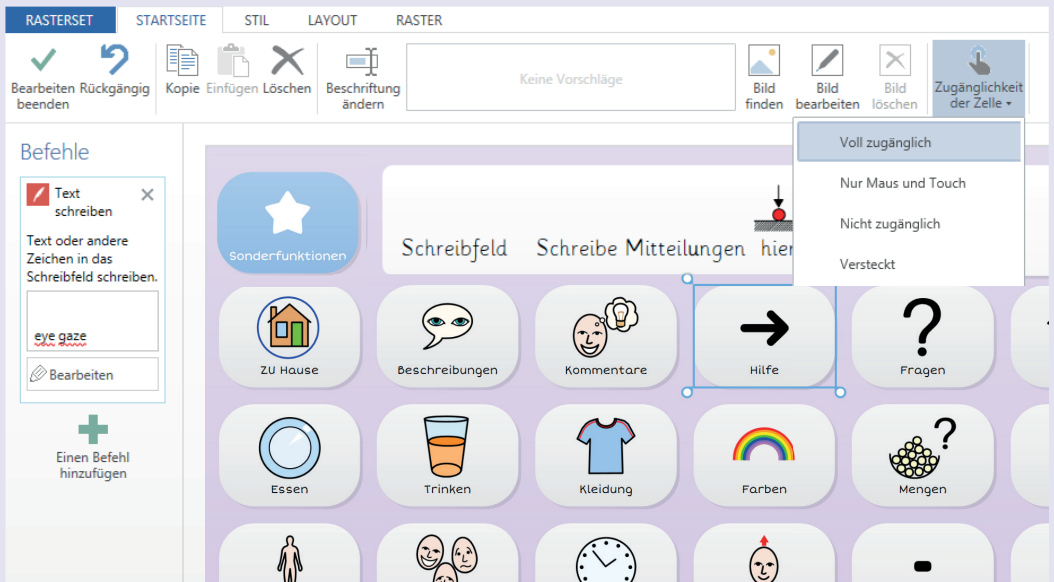 RASTERSET STARTSEITE STIL LAYOUT RASTER
Bearbeiten beenden
Rückgängig
Kopie
Einfügen
Löschen
Beschriftung ändern
Keine Vorschläge
Bild finden
Bild bearbeiten
Bild löschen
Zugänglichkeit der Zelle
Voll zugänglich
Nur Maus und Touch
Nicht zugänglich
Versteckt
Befehle
Text
schreiben
Text oder andere
Zeichen in das
Schreibfeld schreiben.
eye gaze
Bearbeiten
Einen Befehl
hinzufügen
Sonderfunktionen
Schreibfeld Schreibe Mitteilungen hier
ZU Hause
Beschreibungen
Kommentare
Hilfe
Fragen
Essen
Trinken
Kleidung
Farben
Mengen